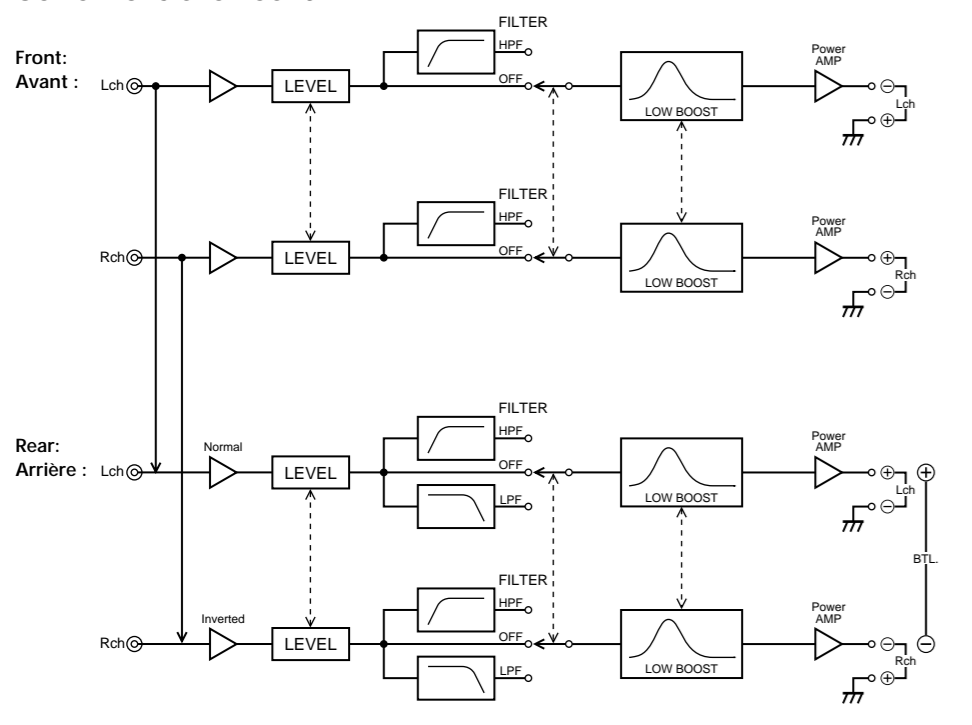 FILTER
HPF
Front:
Avant :
Lch
LEVEL
OFF
LOW BOOST
Power
AMP
⊖
Lch
⊕
FILTER
HPF
Rch
LEVEL
OFF
LOW BOOST
Power
AMP
⊕
Rch
⊖
FILTER
HPF
Rear:
Arrière :
Lch
Normal
LEVEL
OFF
LPF
LOW BOOST
Power
AMP
⊕
Lch
⊖
⊕
BTL.
FILTER
HPF
Rch
Inverted
LEVEL
OFF
LPF
LOW BOOST
Power
AMP
⊖
Rch
⊕
⊖